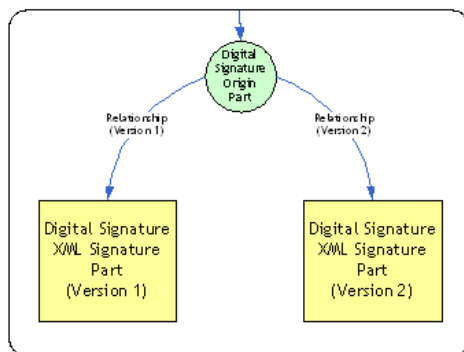 Digital
Signature
Origin
Part
Relationship
(Version 1)
Relationship
(Version 2)
Digital Signature
XML Signature
Part
(Version 1)
Digital Signature
XML Signature
Part
(Version 2)